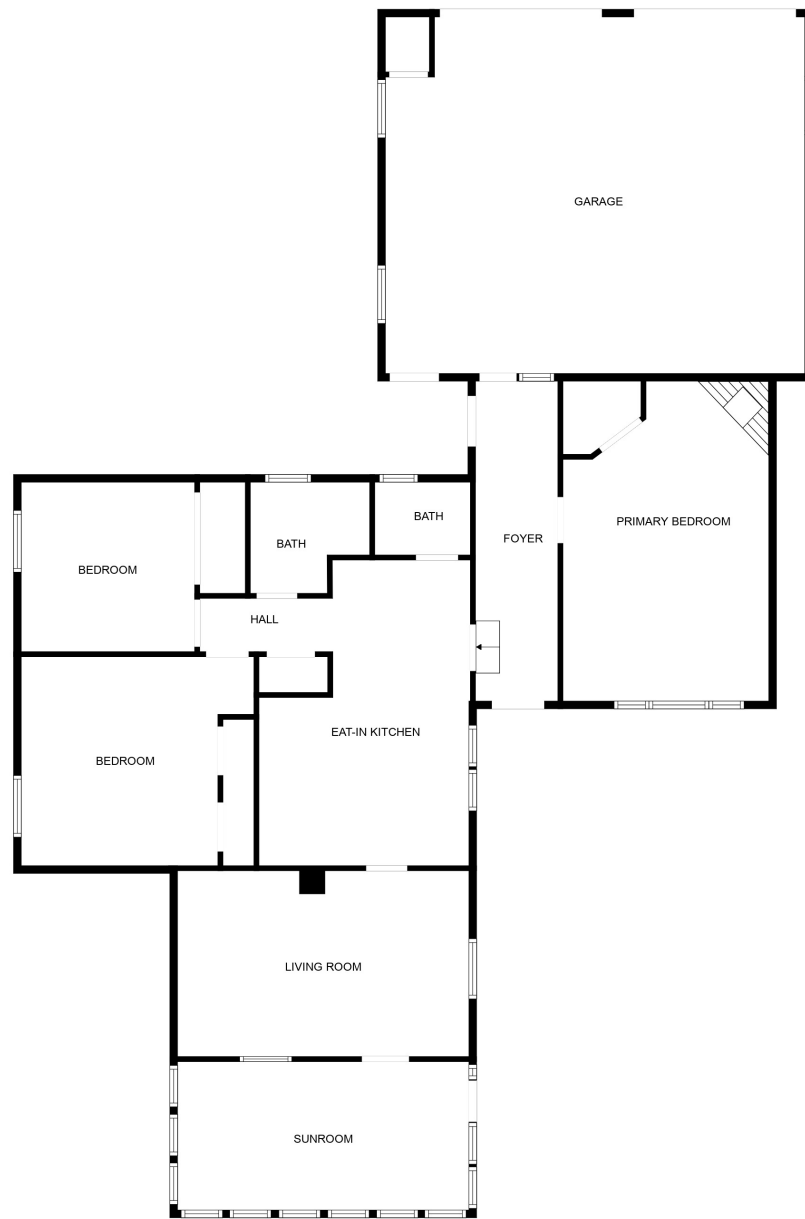 GARAGE
PRIMARY BEDROOM
BATH
FOYER
BATH
BEDROOM
HALL
EAT-IN KITCHEN
BEDROOM
LIVING ROOM
SUNROOM